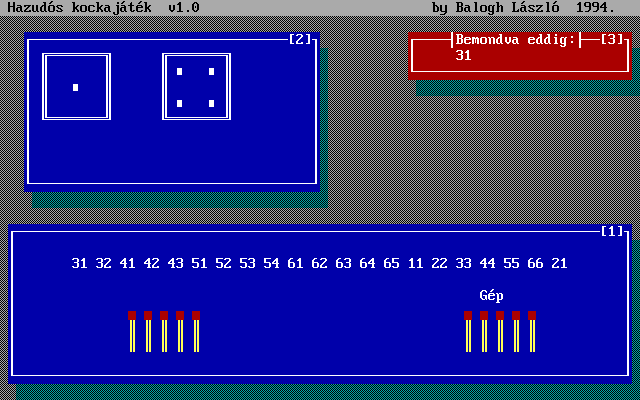 Hazudós kockajáték  v1.0 by Balogh László  1994.
[2]
Bemondva eddig: [3]
31
[1]
31 32 41 42 43 51 52 53 54 61 62 63 64 65 11 22 33 44 55 66 21
Gép